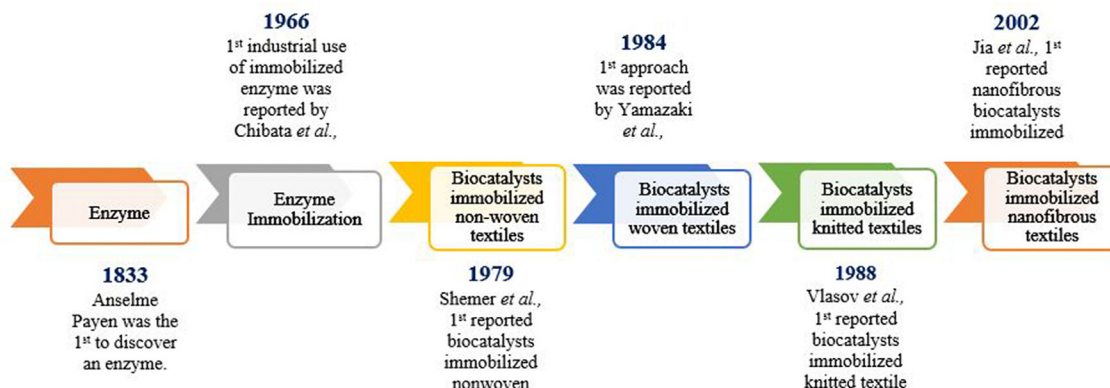 1966
1st industrial use
of immobilized
enzyme was
reported by
Chibata et al.,
1984
1st approach
was reported
by Yamazaki
et al.,
2002
Jia et al., 1st
reported
nanofibrous
biocatalysts
immobilized
Enzyme
Enzyme
Immobilization
Biocatalysts
immobilized
non-woven
textiles
Biocatalysts
immobilized
woven textiles
Biocatalysts
immobilized
knitted textiles
Biocatalysts
immobilized
nanofibrous
textiles
1833
Anselme
Payen was the
1st to discover
an enzyme.
1979
Shemer et al.,
1st reported
biocatalysts
immobilized
nonwoven
1988
Vlasov et al.,
1st reported
biocatalysts
immobilized
knitted textile